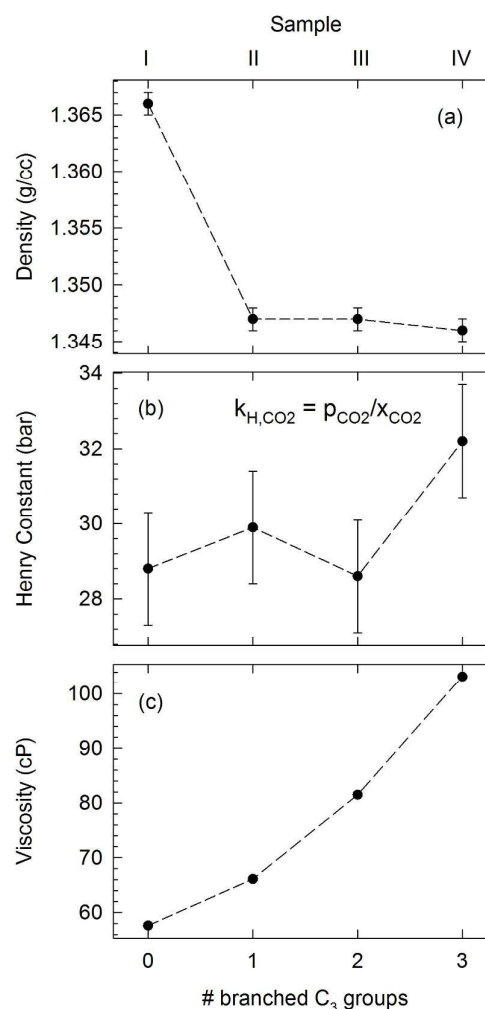 Sample
I II III IV
(a)
Density (g/cc)
1.365
1.360
1.355
1.350
1.345
(b)
k_H,CO2 = p_CO2/x_CO2
Henry Constant (bar)
34
32
30
28
(c)
Viscosity (cP)
100
80
60
0 1 2 3
# branched C₃ groups